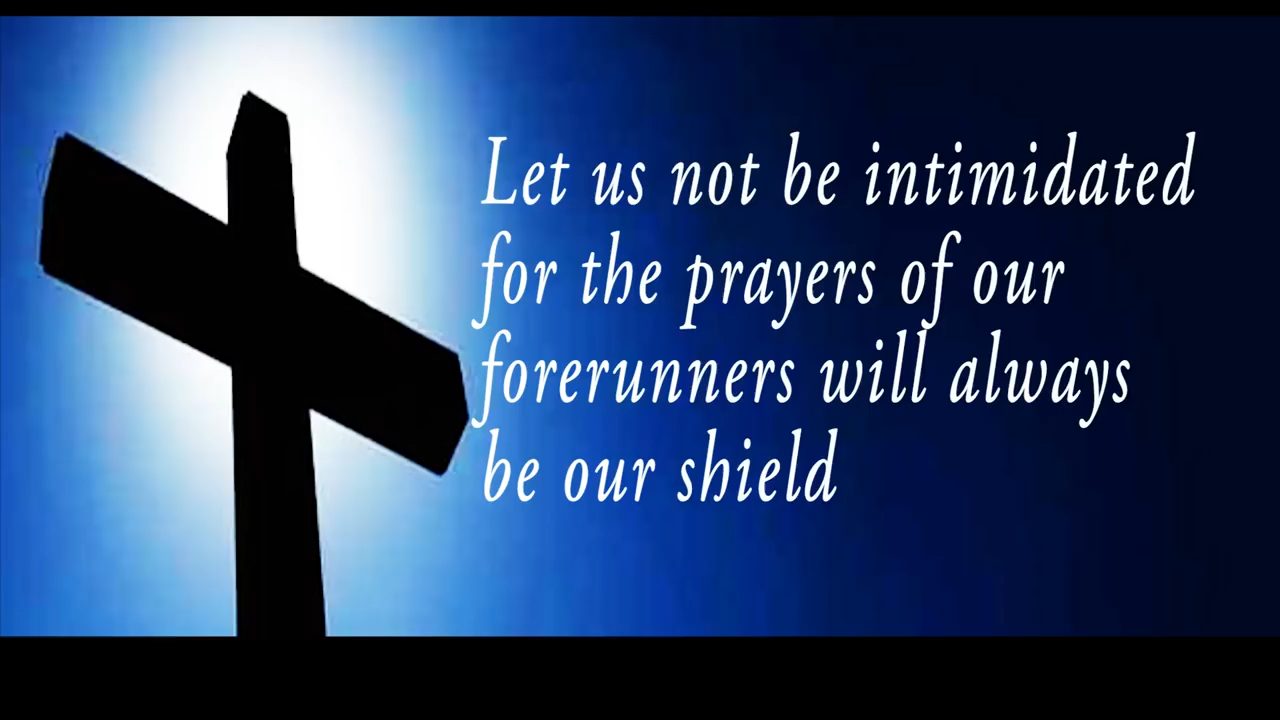 Let us not be intimidated
for the prayers of our
forerunners will always
be our shield